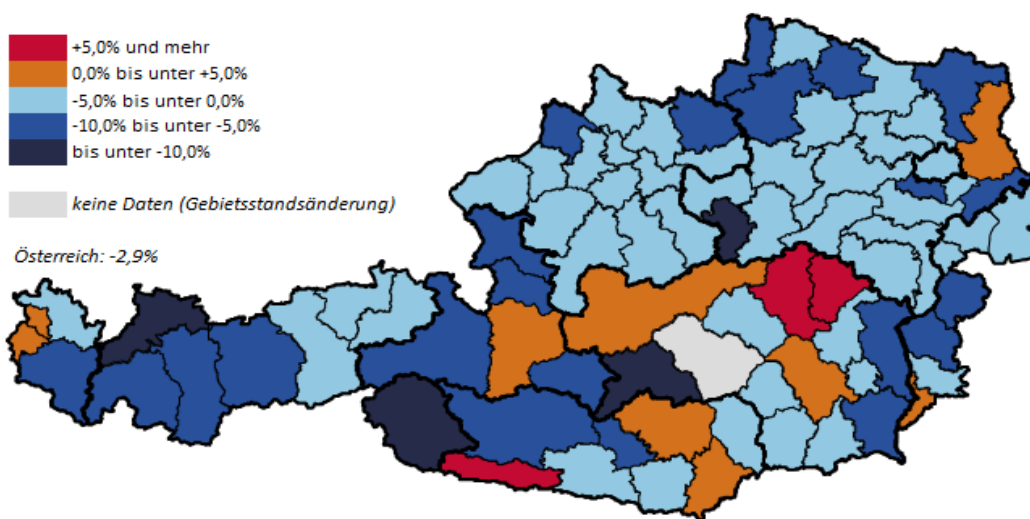 +5,0% und mehr
0,0% bis unter +5,0%
-5,0% bis unter 0,0%
-10,0% bis unter -5,0%
bis unter -10,0%
keine Daten (Gebietsstandsänderung)
Österreich: -2,9%